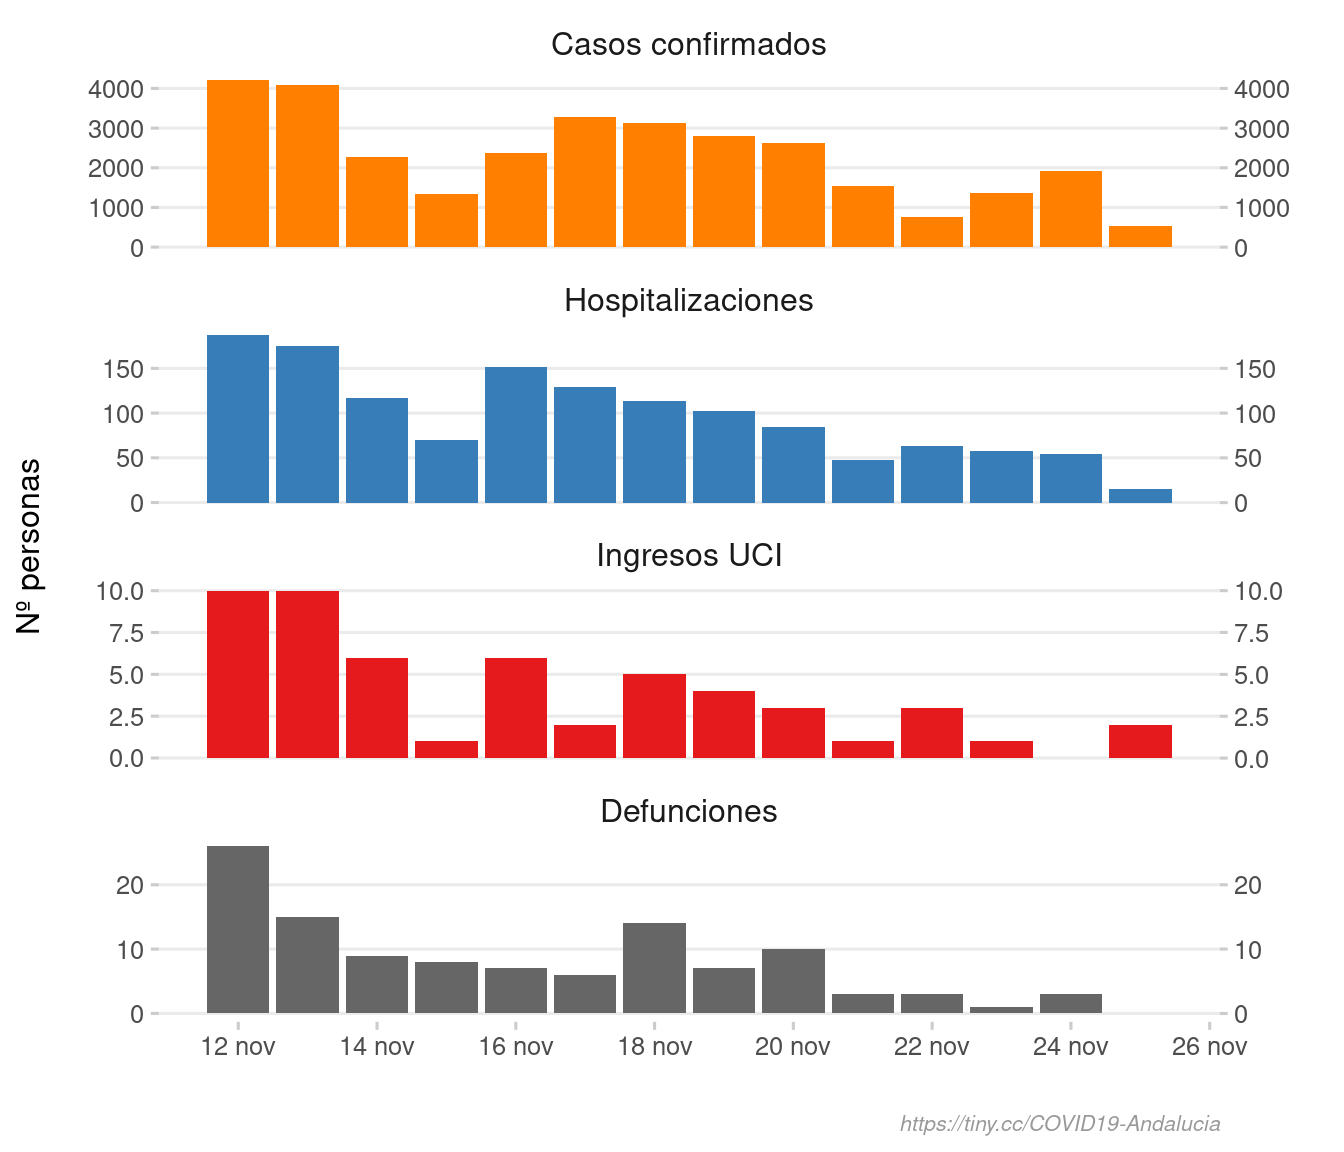 Casos confirmados
4000 4000
3000 3000
2000 2000
1000 1000
0 0
Hospitalizaciones
150 150
100 100
50 50
0 0
Nº personas
Ingresos UCI
10.0 10.0
7.5 7.5
5.0 5.0
2.5 2.5
0.0 0.0
Defunciones
20 20
10 10
0 0
12 nov 14 nov 16 nov 18 nov 20 nov 22 nov 24 nov 26 nov
https://tiny.cc/COVID19-Andalucia